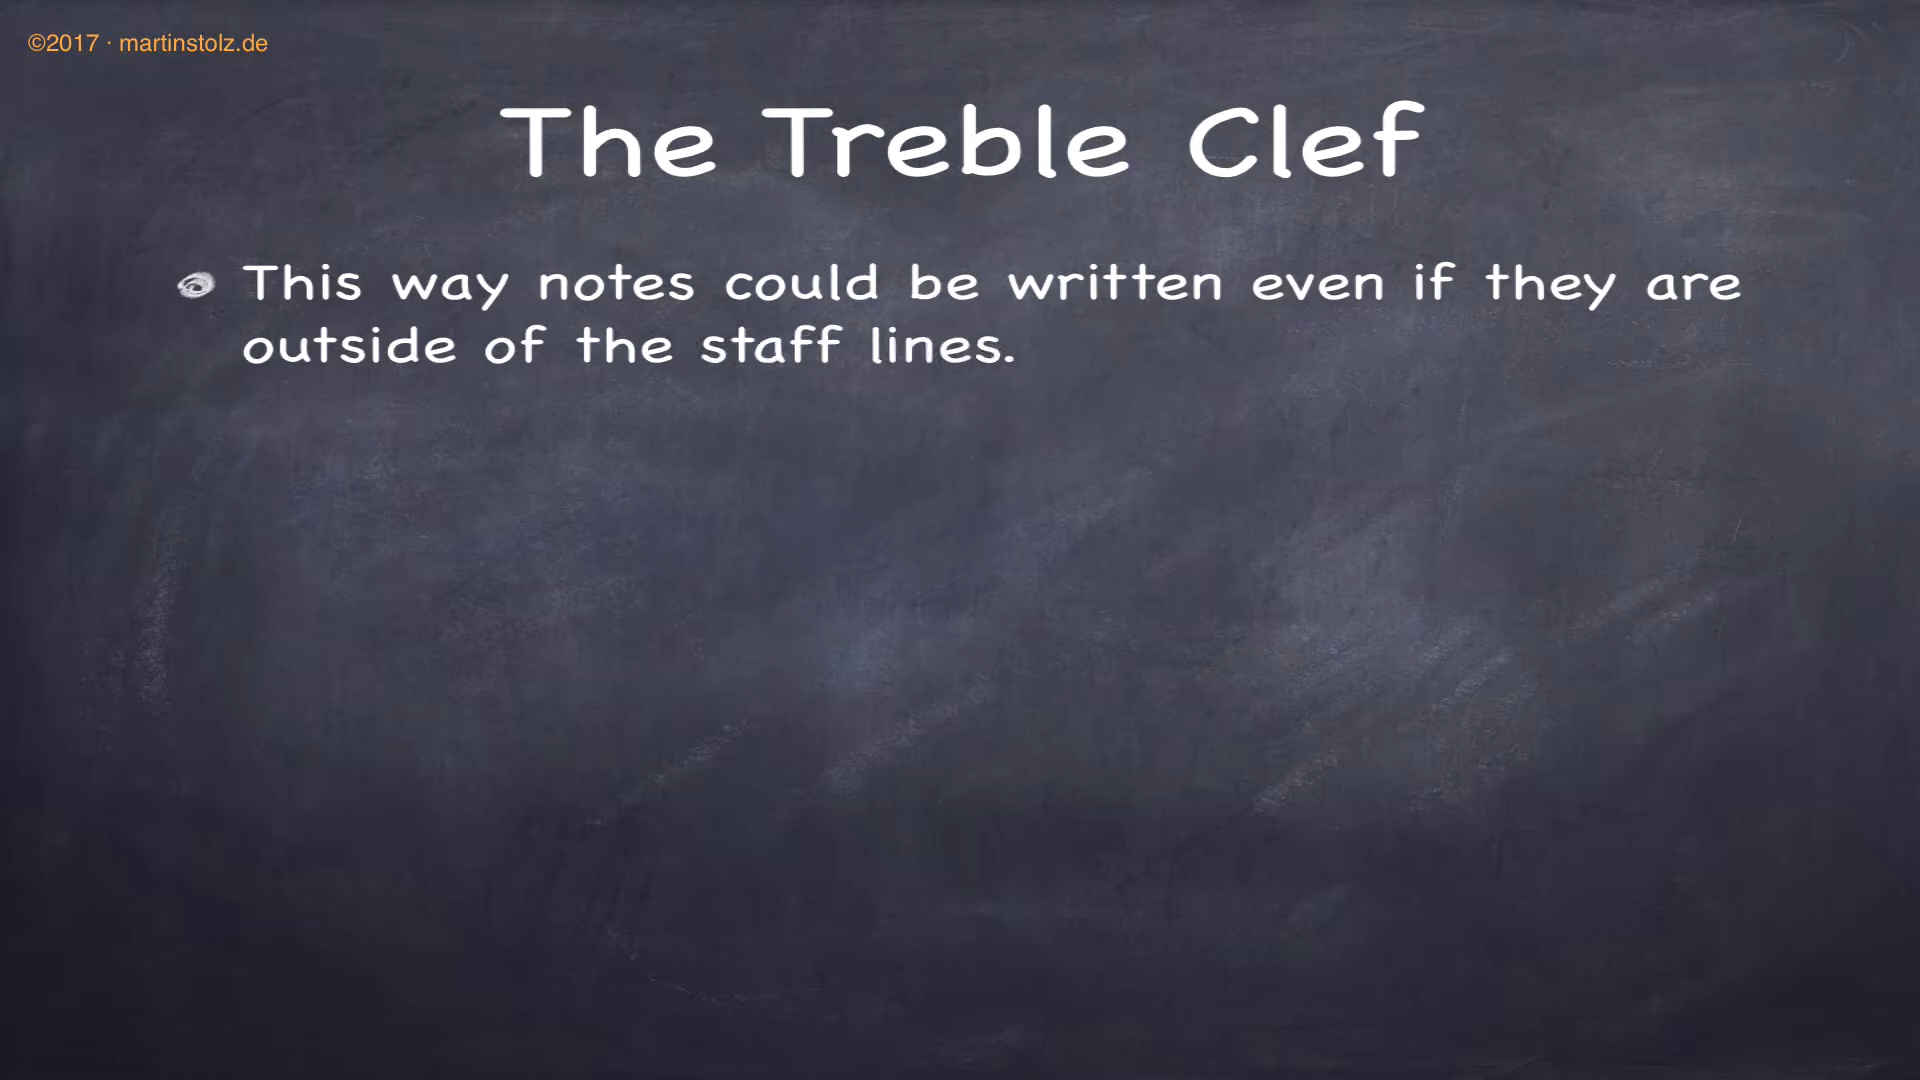 ©2017 · martinstolz.de
The Treble Clef
This way notes could be written even if they are
outside of the staff lines.